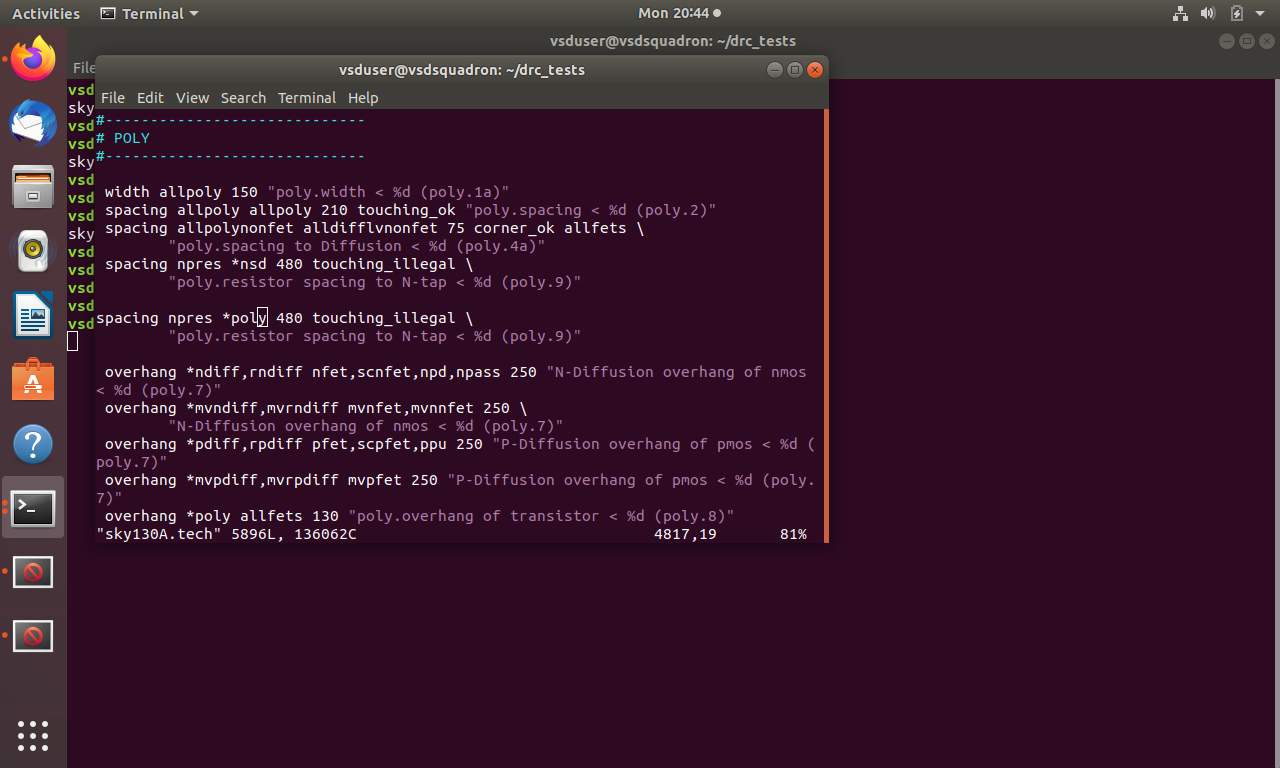 Activities
Terminal
Mon 20:44
vsduser@vsdsquadron: ~/drc_tests
File
vsduser@vsdsquadron: ~/drc_tests
File Edit View Search Terminal Help
vsd
sky
vsd
vsd
sky
vsd
vsd
vsd
sky
vsd
vsd
vsd
vsd
vsd
#-----------------------------
# POLY
#-----------------------------
width allpoly 150 "poly.width < %d (poly.1a)"
spacing allpoly allpoly 210 touching_ok "poly.spacing < %d (poly.2)"
spacing allpolynonfet alldifflvnonfet 75 corner_ok allfets \
"poly.spacing to Diffusion < %d (poly.4a)"
spacing npres *nsd 480 touching_illegal \
"poly.resistor spacing to N-tap < %d (poly.9)"
spacing npres *poly 480 touching_illegal \
"poly.resistor spacing to N-tap < %d (poly.9)"
overhang *ndiff,rndiff nfet,scnfet,npd,npass 250 "N-Diffusion overhang of nmos
< %d (poly.7)"
overhang *mvndiff,mvrndiff mvnfet,mvnnfet 250 \
"N-Diffusion overhang of nmos < %d (poly.7)"
overhang *pdiff,rpdiff pfet,scpfet,ppu 250 "P-Diffusion overhang of pmos < %d (
poly.7)"
overhang *mvpdiff,mvrpdiff mvpfet 250 "P-Diffusion overhang of pmos < %d (poly.
7)"
overhang *poly allfets 130 "poly.overhang of transistor < %d (poly.8)"
"sky130A.tech" 5896L, 136062C 4817,19 81%